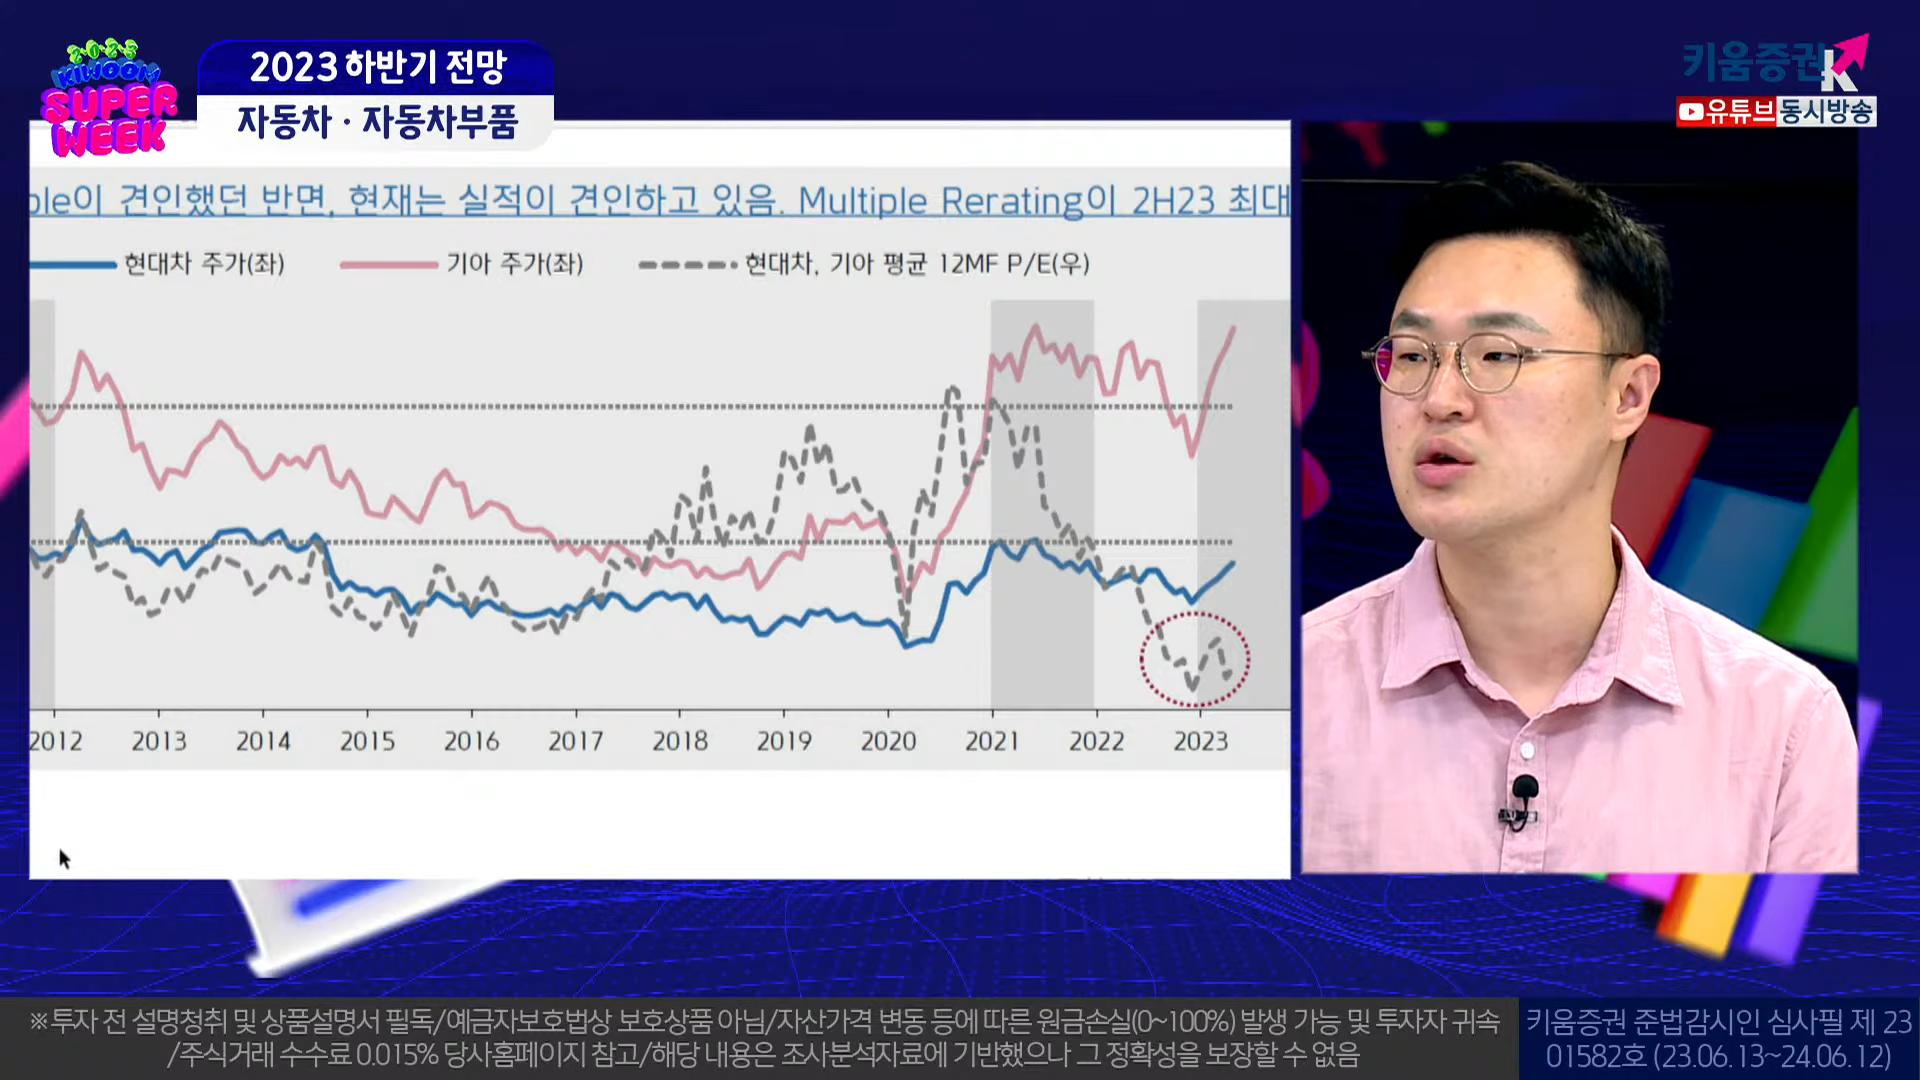 2023
KIWOOM
SUPER
WEEK
2023 하반기 전망
자동차 · 자동차부품
키움증권
유튜브 동시방송
ple이 견인했던 반면, 현재는 실적이 견인하고 있음. Multiple Rerating이 2H23 최대
현대차 주가(좌) 기아 주가(좌) 현대차, 기아 평균 12MF P/E(우)
2012 2013 2014 2015 2016 2017 2018 2019 2020 2021 2022 2023
※투자 전 설명청취 및 상품설명서 필독/예금자보호법상 보호상품 아님/자산가격 변동 등에 따른 원금손실(0~100%) 발생 가능 및 투자자 귀속
/주식거래 수수료 0.015% 당사홈페이지 참고/해당 내용은 조사분석자료에 기반했으나 그 정확성을 보장할 수 없음
키움증권 준법감시인 심사필 제 23
01582호 (23.06.13~24.06.12)